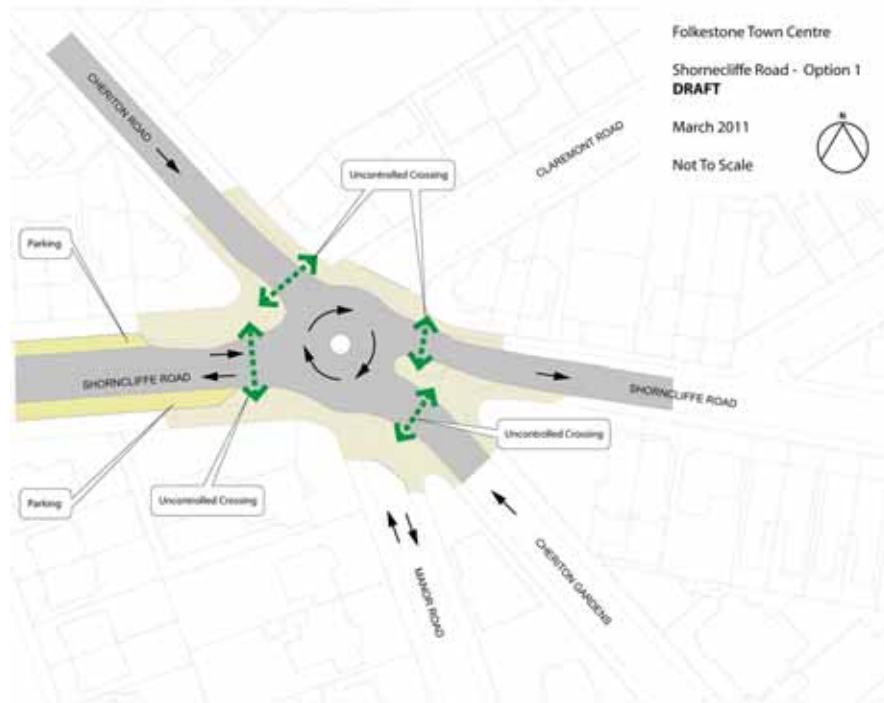 Folkestone Town Centre
Shornecliffe Road - Option 1
DRAFT
March 2011
N
Not To Scale
CHERITON ROAD
CLAREMONT ROAD
Uncontrolled Crossing
Parking
SHORNCLIFFE ROAD
SHORNCLIFFE ROAD
Uncontrolled Crossing
Parking
Uncontrolled Crossing
MANOR ROAD
CHERITON GARDENS